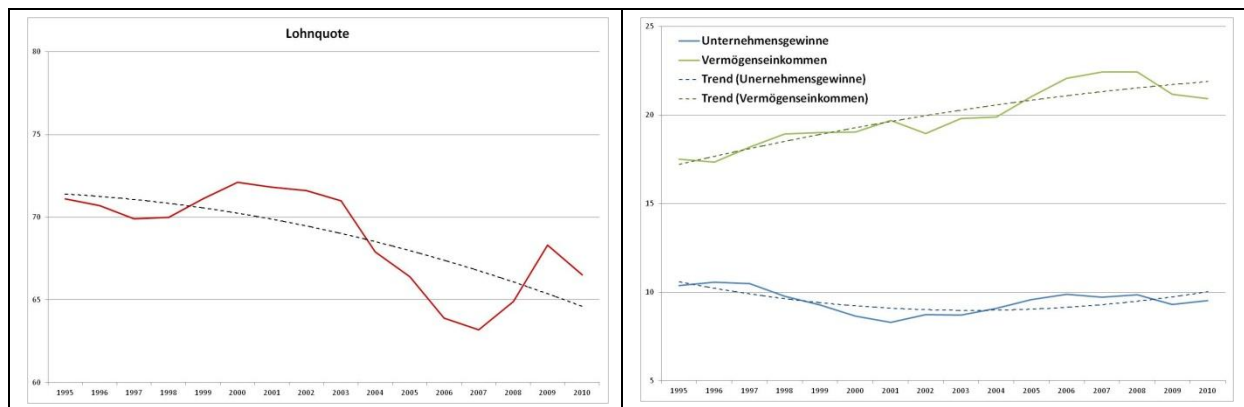 Lohnquote
80
75
70
65
60
1995 1996 1997 1998 1999 2000 2001 2002 2003 2004 2005 2006 2007 2008 2009 2010
25
Unternehmensgewinne
Vermögenseinkommen
Trend (Unernehmensgewinne)
Trend (Vermögenseinkommen)
20
15
10
5
1995 1996 1997 1998 1999 2000 2001 2002 2003 2004 2005 2006 2007 2008 2009 2010